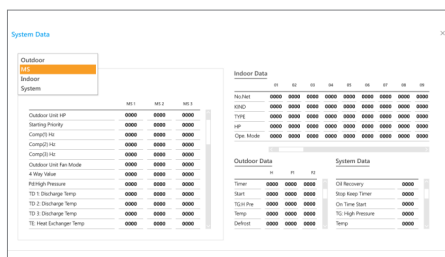 System Data
×
Outdoor
MS
Indoor
System
MS 1 MS 2 MS 3
Outdoor Unit HP 0000 0000 0000
Starting Priority 0000 0000 0000
Comp(1) Hz 0000 0000 0000
Comp(2) Hz 0000 0000 0000
Comp(3) Hz 0000 0000 0000
Outdoor Unit Fan Mode 0000 0000 0000
4 Way Value 0000 0000 0000
Pd:High Pressure 0000 0000 0000
TD 1: Discharge Temp 0000 0000 0000
TD 2: Discharge Temp 0000 0000 0000
TD 3: Discharge Temp 0000 0000 0000
TE: Heat Exchanger Temp 0000 0000 0000
Indoor Data
01 02 03 04 05 06 07 08 09
No.Net 0000 0000 0000 0000 0000 0000 0000 0000 0000
KIND 0000 0000 0000 0000 0000 0000 0000 0000 0000
TYPE 0000 0000 0000 0000 0000 0000 0000 0000 0000
HP 0000 0000 0000 0000 0000 0000 0000 0000 0000
Ope. Mode 0000 0000 0000 0000 0000 0000 0000 0000 0000
Outdoor Data
Timer 0000 0000 0000
Start 0000 0000 0000
TG:H Pre 0000 0000 0000
Temp 0000 0000 0000
Defrost 0000 0000 0000
System Data
Oil Recovery 0000
Stop Keep Timer 0000
On Time Start 0000
TG: High Pressure 0000
Temp 0000